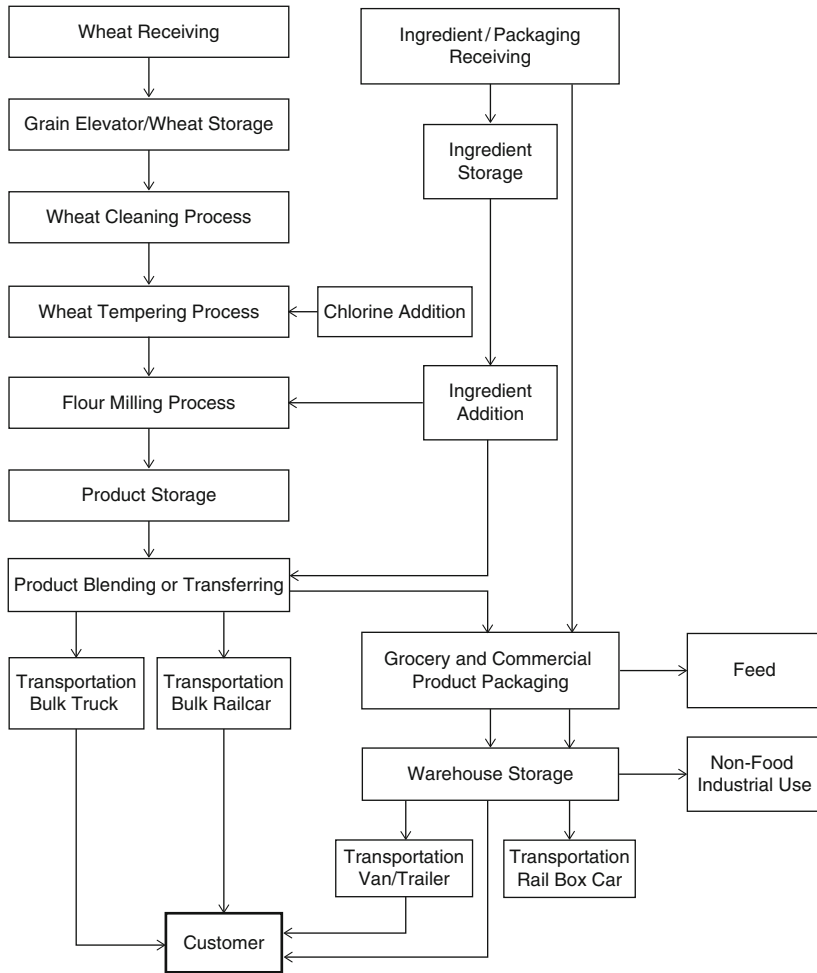 Wheat Receiving
Ingredient/Packaging
Receiving
Grain Elevator/Wheat Storage
Ingredient
Storage
Wheat Cleaning Process
Wheat Tempering Process
Chlorine Addition
Flour Milling Process
Ingredient
Addition
Product Storage
Product Blending or Transferring
Transportation
Bulk Truck
Transportation
Bulk Railcar
Grocery and Commercial
Product Packaging
Feed
Warehouse Storage
Non-Food
Industrial Use
Transportation
Van/Trailer
Transportation
Rail Box Car
Customer